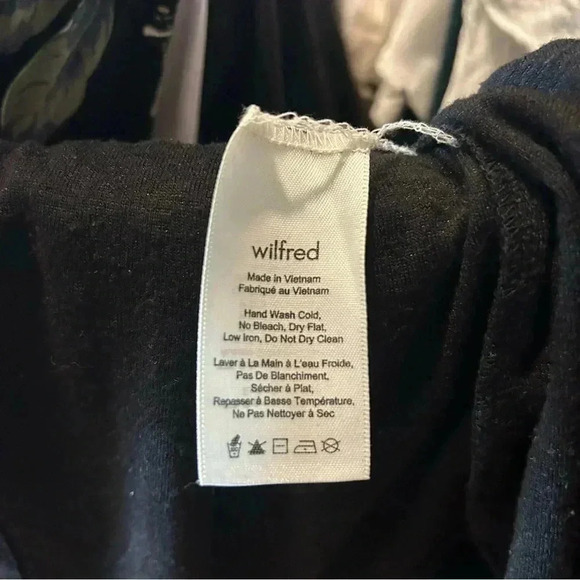 wilfred
Made in Vietnam
Fabriqué au Vietnam
Hand Wash Cold,
No Bleach, Dry Flat,
Low Iron, Do Not Dry Clean
Laver à La Main à L'eau Froide,
Pas De Blanchiment,
Sécher à Plat,
Repasser à Basse Température,
Ne Pas Nettoyer à Sec